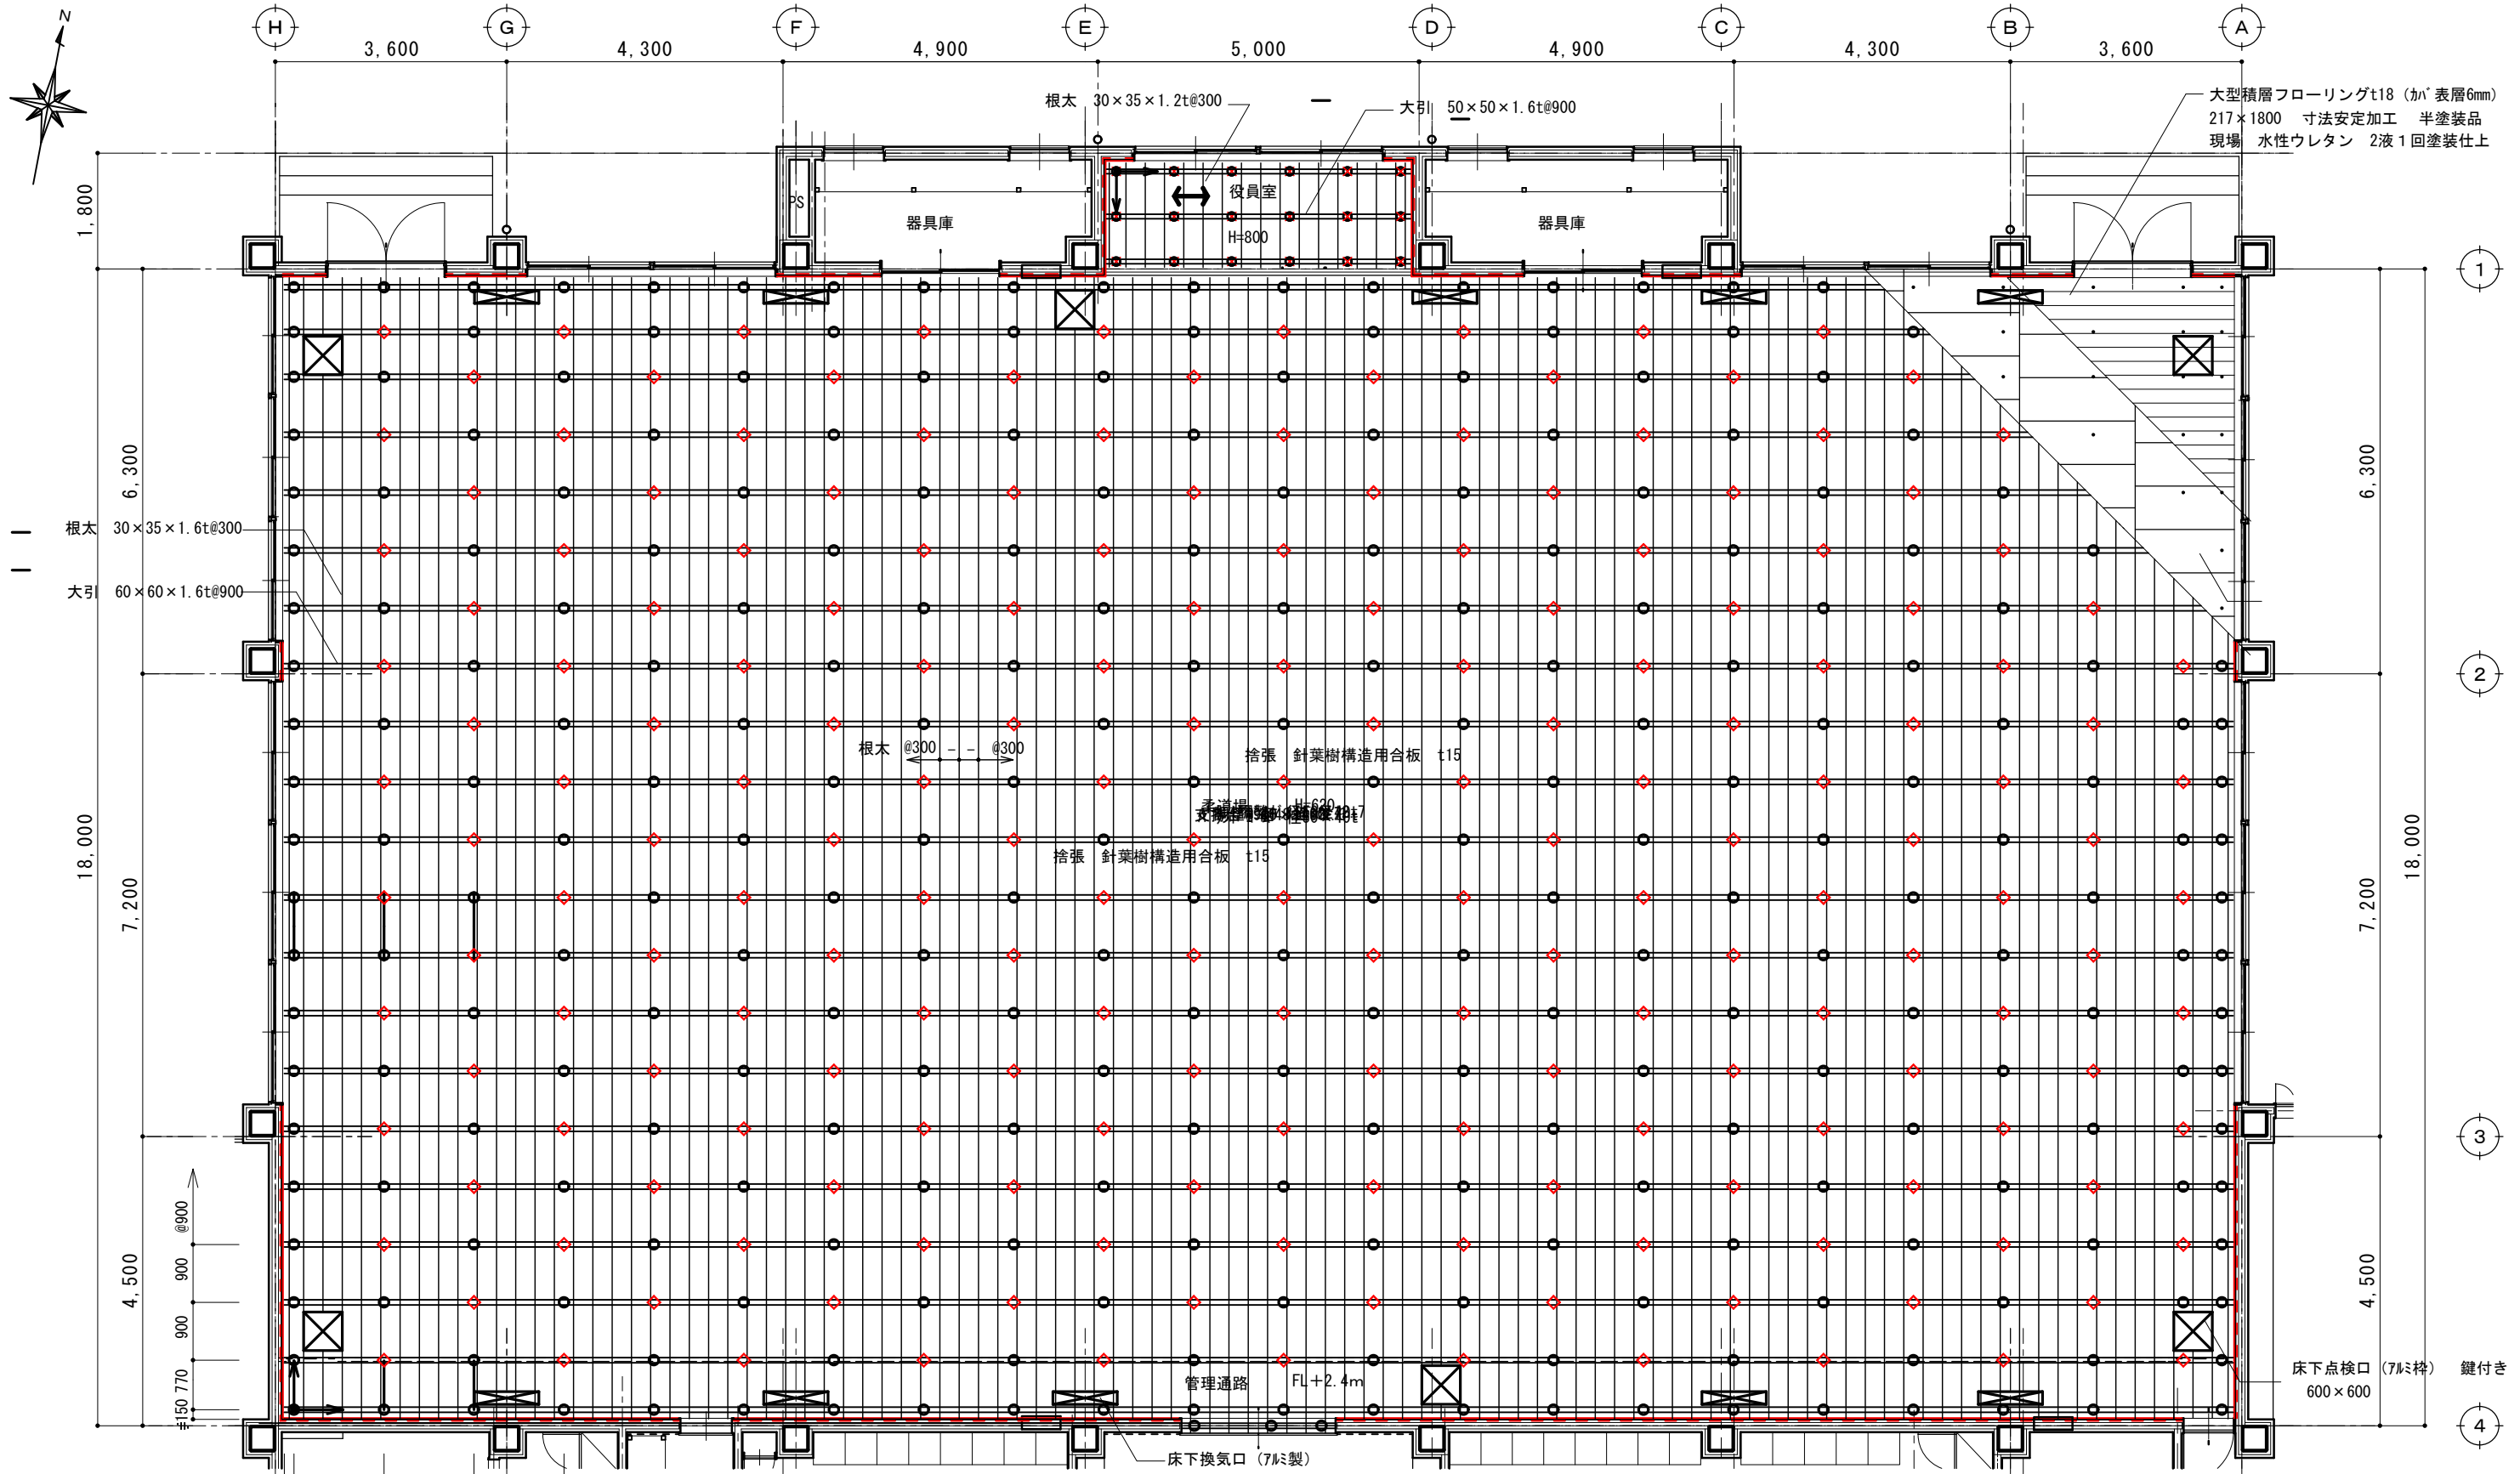 N
H
G
F
E
D
C
B
A
3,600
4,300
4,900
5,000
4,900
4,300
3,600
根太 30×35×1.2t@300
大引 50×50×1.6t@900
大型積層フローリングt18 (ｶﾊﾞ表層6mm)
217×1800 寸法安定加工 半塗装品
現場 水性ウレタン 2液1回塗装仕上
1,800
PS
器具庫
役員室
H=800
器具庫
1
6,300
6,300
根太 30×35×1.6t@300
大引 60×60×1.6t@900
2
根太 @300 - - @300
捨張 針葉樹構造用合板 t15
柔道場 H=620
捨張 針葉樹構造用合板 t15
18,000
7,200
7,200
18,000
3
@900
900
900
770
≒150
4,500
4,500
管理通路 FL+2.4m
床下点検口 (ｱﾙﾐ枠) 鍵付き
600×600
床下換気口 (ｱﾙﾐ製)
4